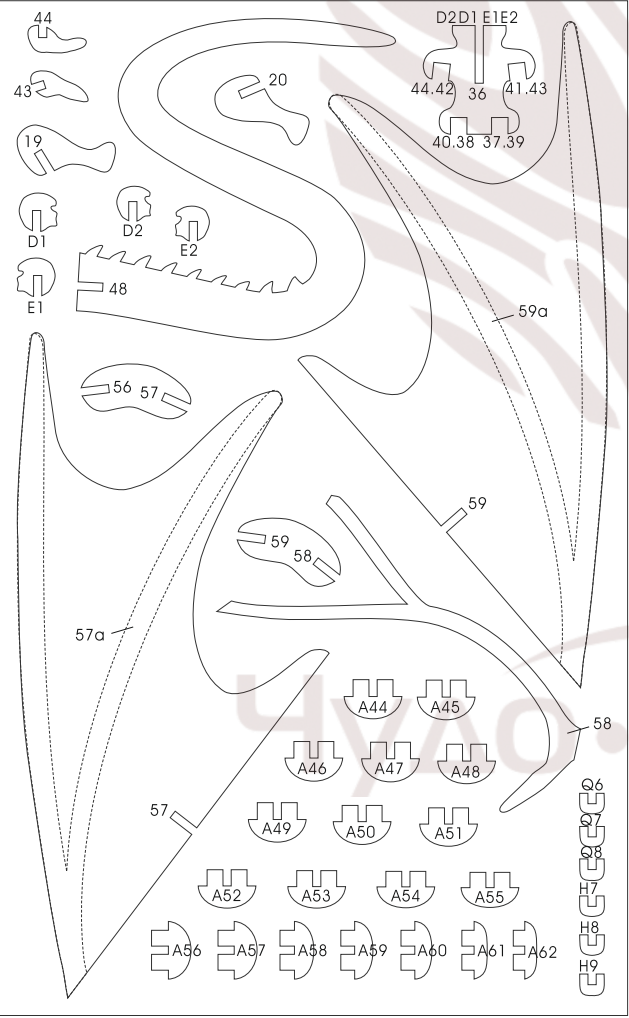 44
D2D1 E1E2
43
20
44.42
36
41.43
19
40.38
37.39
D1
D2
E2
E1
48
59a
56
57
59
59
58
57a
Чудо
A44
A45
58
A46
A47
A48
Q6
57
A49
A50
A51
Q7
Q8
A52
A53
A54
A55
H7
A56
A57
A58
A59
A60
A61
A62
H8
H9